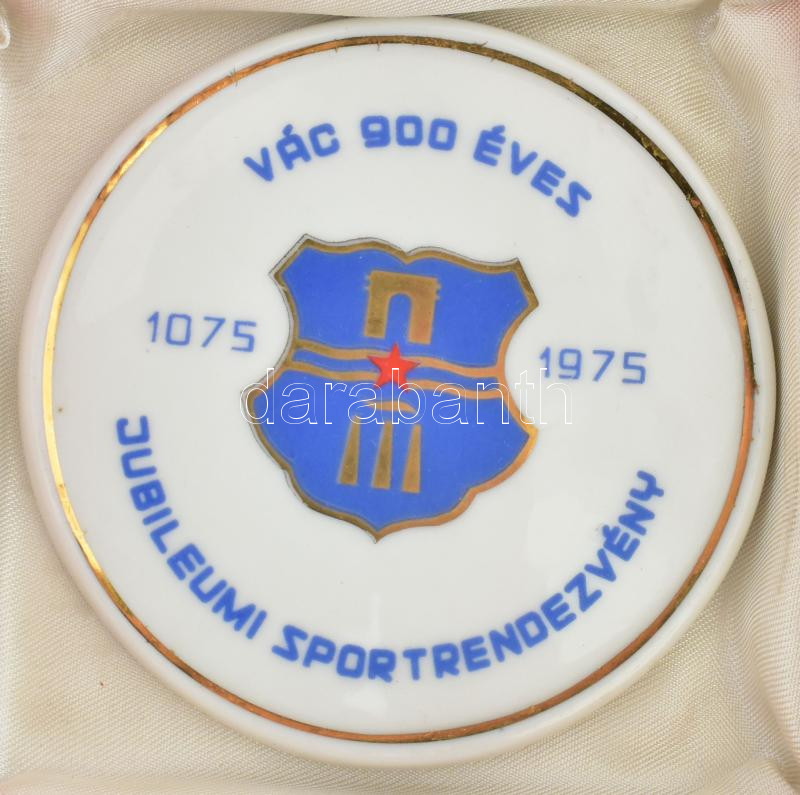 VÁC 900 ÉVES
1075 1975
darabanth
JUBILEUMI SPORTRENDEZVÉNY